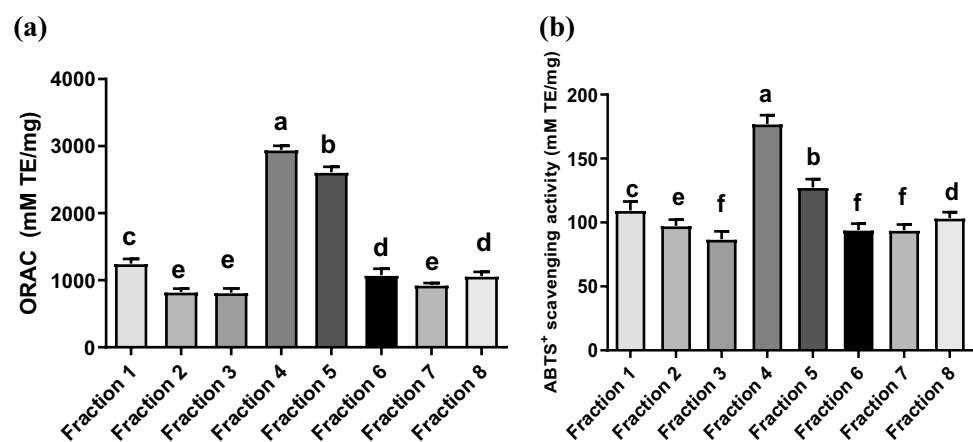 (a)
ORAC (mM TE/mg)
4000
3000
2000
1000
0
c
e
e
a
b
d
e
d
Fraction 1
Fraction 2
Fraction 3
Fraction 4
Fraction 5
Fraction 6
Fraction 7
Fraction 8
(b)
ABTS⁺ scavenging activity (mM TE/mg)
200
150
100
50
0
c
e
f
a
b
f
f
d
Fraction 1
Fraction 2
Fraction 3
Fraction 4
Fraction 5
Fraction 6
Fraction 7
Fraction 8